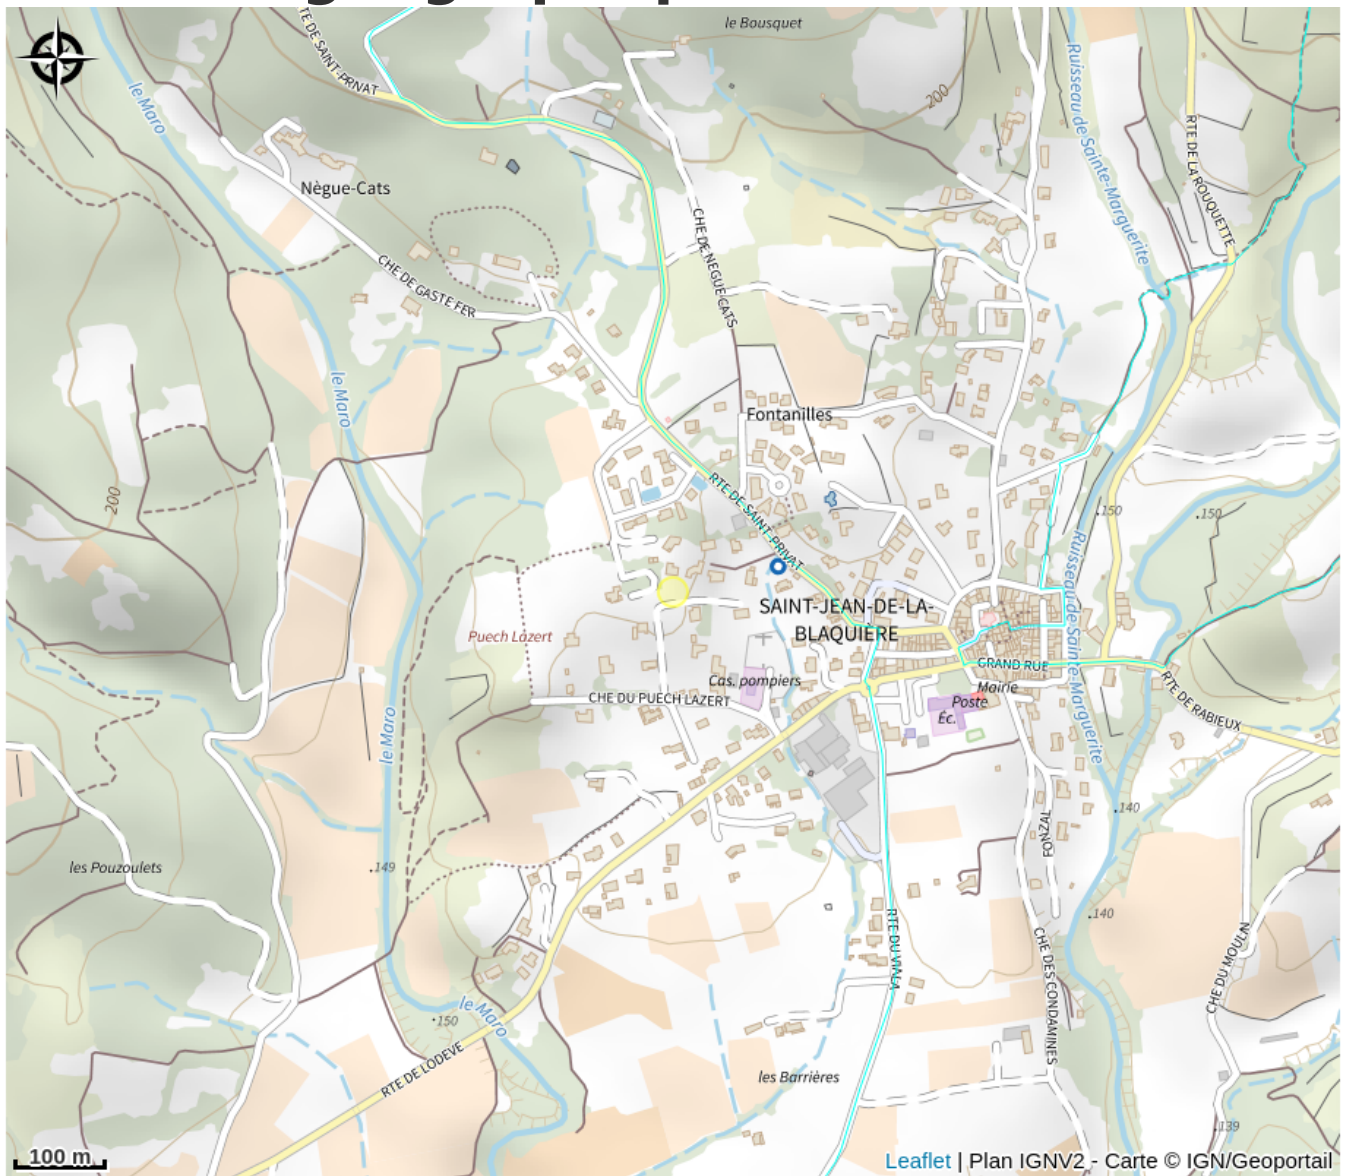 le Bousquet
TE DE SAINT-PRIVAT
le Maro
200
Ruisseau de Sainte-Marguerite
RTE DE LA ROUQUETTE
Nègue-Cats
CHE DE NEGUE CATS
CHE DE GASTE FER
le Maro
Fontanilles
200
RTE DE SAINT-PRIVAT
150
150
Ruisseau de Sainte-Marguerite
SAINT-JEAN-DE-LA-
BLAQUIÈRE
Puech Lazert
GRAND RUE
Cas. pompiers
Mairie
CHE DU PUECH LAZERT
Poste
Éc.
RTE DE RABIEUX
le Maro
140
FONZAT
les Pouzoulets
149
140
RTE DU VIALA
CHE DES CONDAMINES
CHE DU MOULIN
le Maro
150
RTE DE LODEVE
les Barrières
139
100 m
Leaflet | Plan IGNV2 - Carte © IGN/Geoportail